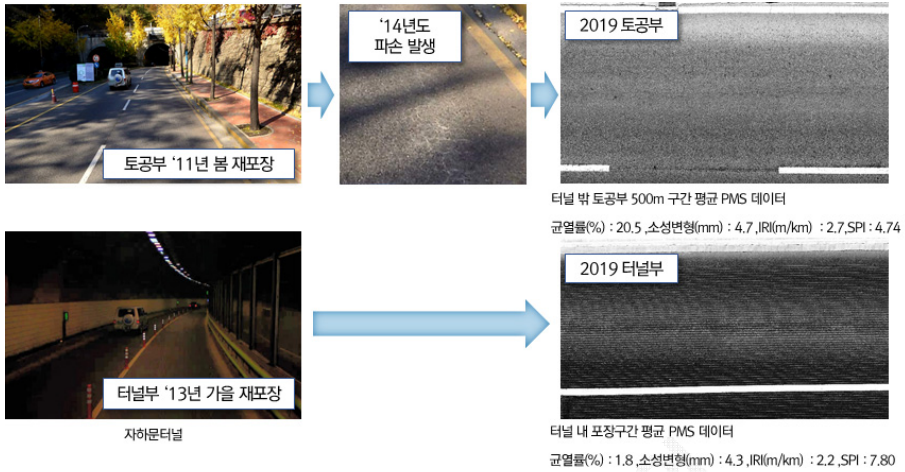 토공부 ‘11년 봄 재포장
‘14년도
파손 발생
2019 토공부
터널 밖 토공부 500m 구간 평균 PMS 데이터
균열률(%) : 20.5 ,소성변형(mm) : 4.7 ,IRI(m/km) : 2.7,SPI : 4.74
터널부 ‘13년 가을 재포장
자하문터널
2019 터널부
터널 내 포장구간 평균 PMS 데이터
균열률(%) : 1.8 ,소성변형(mm) : 4.3 ,IRI(m/km) : 2.2 ,SPI : 7.80